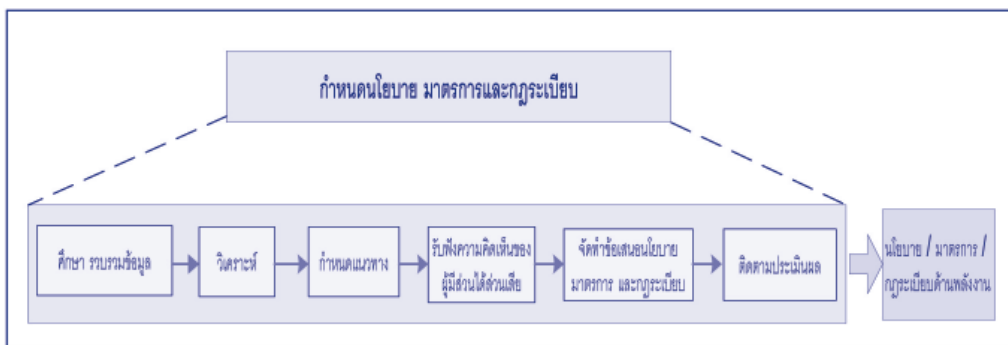 กำหนดนโยบาย มาตรการและกฎระเบียบ
ศึกษา รวบรวมข้อมูล
วิเคราะห์
กำหนดแนวทาง
รับฟังความคิดเห็นของ
ผู้มีส่วนได้ส่วนเสีย
จัดทำข้อเสนอนโยบาย
มาตรการ และกฎระเบียบ
ติดตามประเมินผล
นโยบาย / มาตรการ /
กฎระเบียบด้านพลังงาน